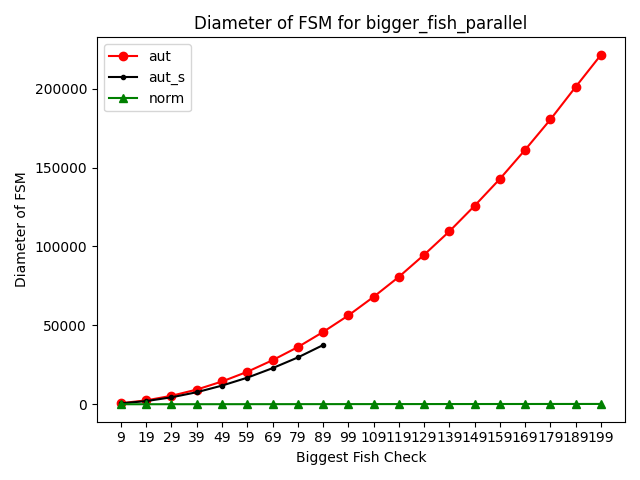 Diameter of FSM for bigger_fish_parallel
aut
aut_s
norm
200000
150000
100000
50000
0
Diameter of FSM
9 19 29 39 49 59 69 79 89 99 109 119 129 139 149 159 169 179 189 199
Biggest Fish Check